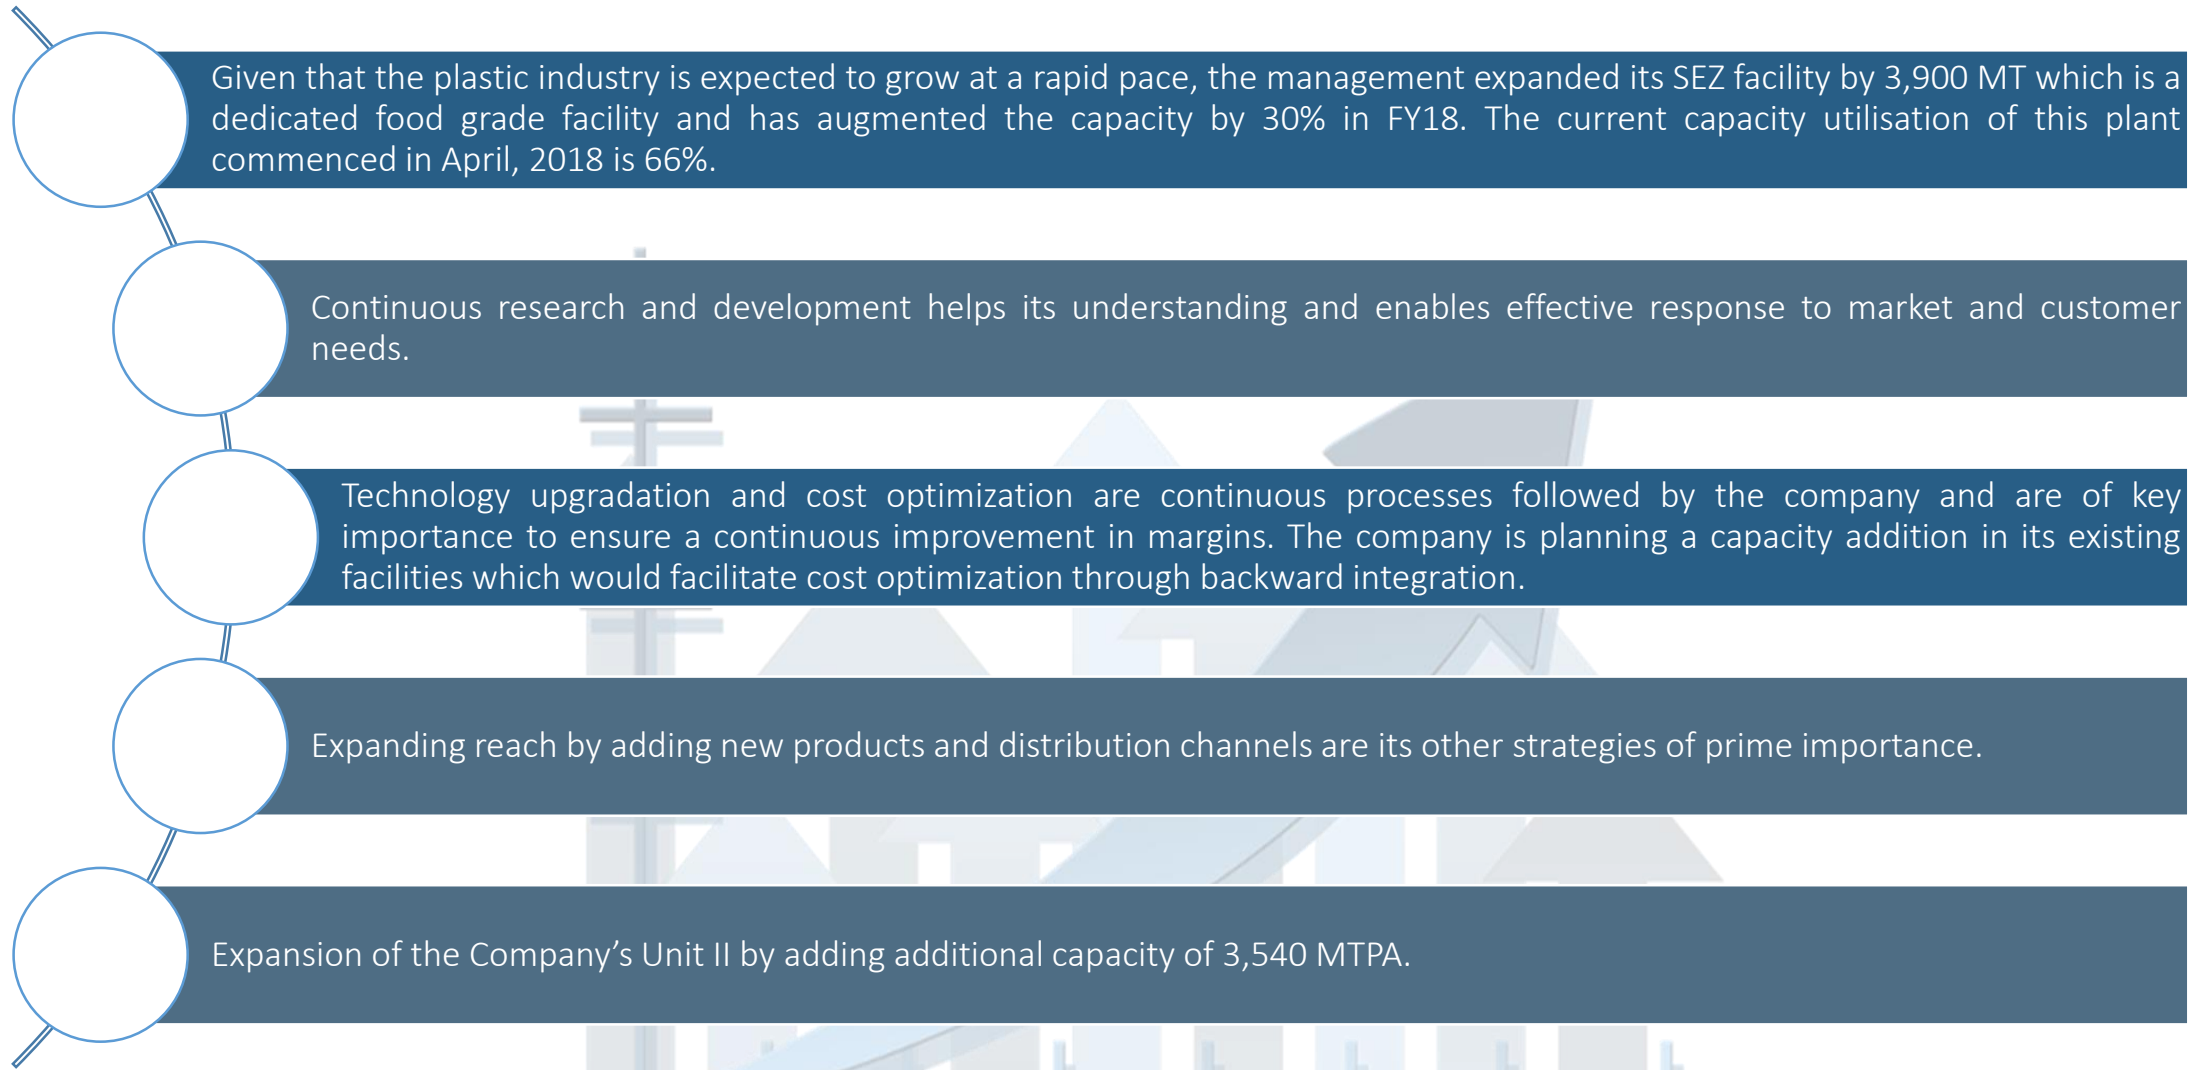 Given that the plastic industry is expected to grow at a rapid pace, the management expanded its SEZ facility by 3,900 MT which is a
dedicated food grade facility and has augmented the capacity by 30% in FY18. The current capacity utilisation of this plant
commenced in April, 2018 is 66%.
Continuous research and development helps its understanding and enables effective response to market and customer
needs.
Technology upgradation and cost optimization are continuous processes followed by the company and are of key
importance to ensure a continuous improvement in margins. The company is planning a capacity addition in its existing
facilities which would facilitate cost optimization through backward integration.
Expanding reach by adding new products and distribution channels are its other strategies of prime importance.
Expansion of the Company’s Unit II by adding additional capacity of 3,540 MTPA.